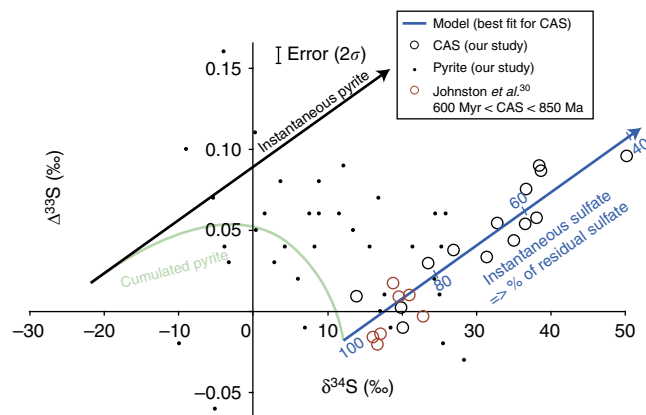 Model (best fit for CAS)
CAS (our study)
Pyrite (our study)
Johnston et al.³⁰
600 Myr < CAS < 850 Ma
Error (2σ)
0.15
0.10
0.05
−0.05
Δ³³S (‰)
Instantaneous pyrite
Cumulated pyrite
40
60
80
100
Instantaneous sulfate
=> % of residual sulfate
−30
−20
−10
0
10
20
30
40
50
δ³⁴S (‰)